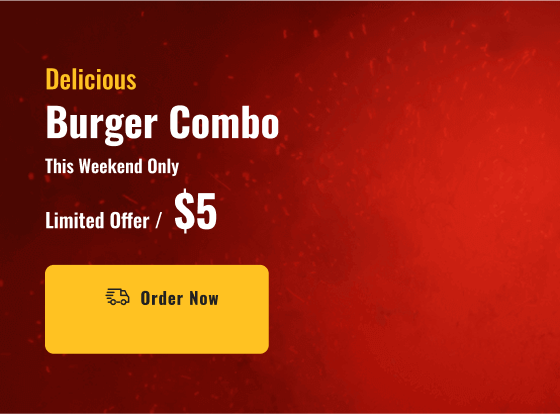 Delicious
Burger Combo
This Weekend Only
Limited Offer / $5
Order Now